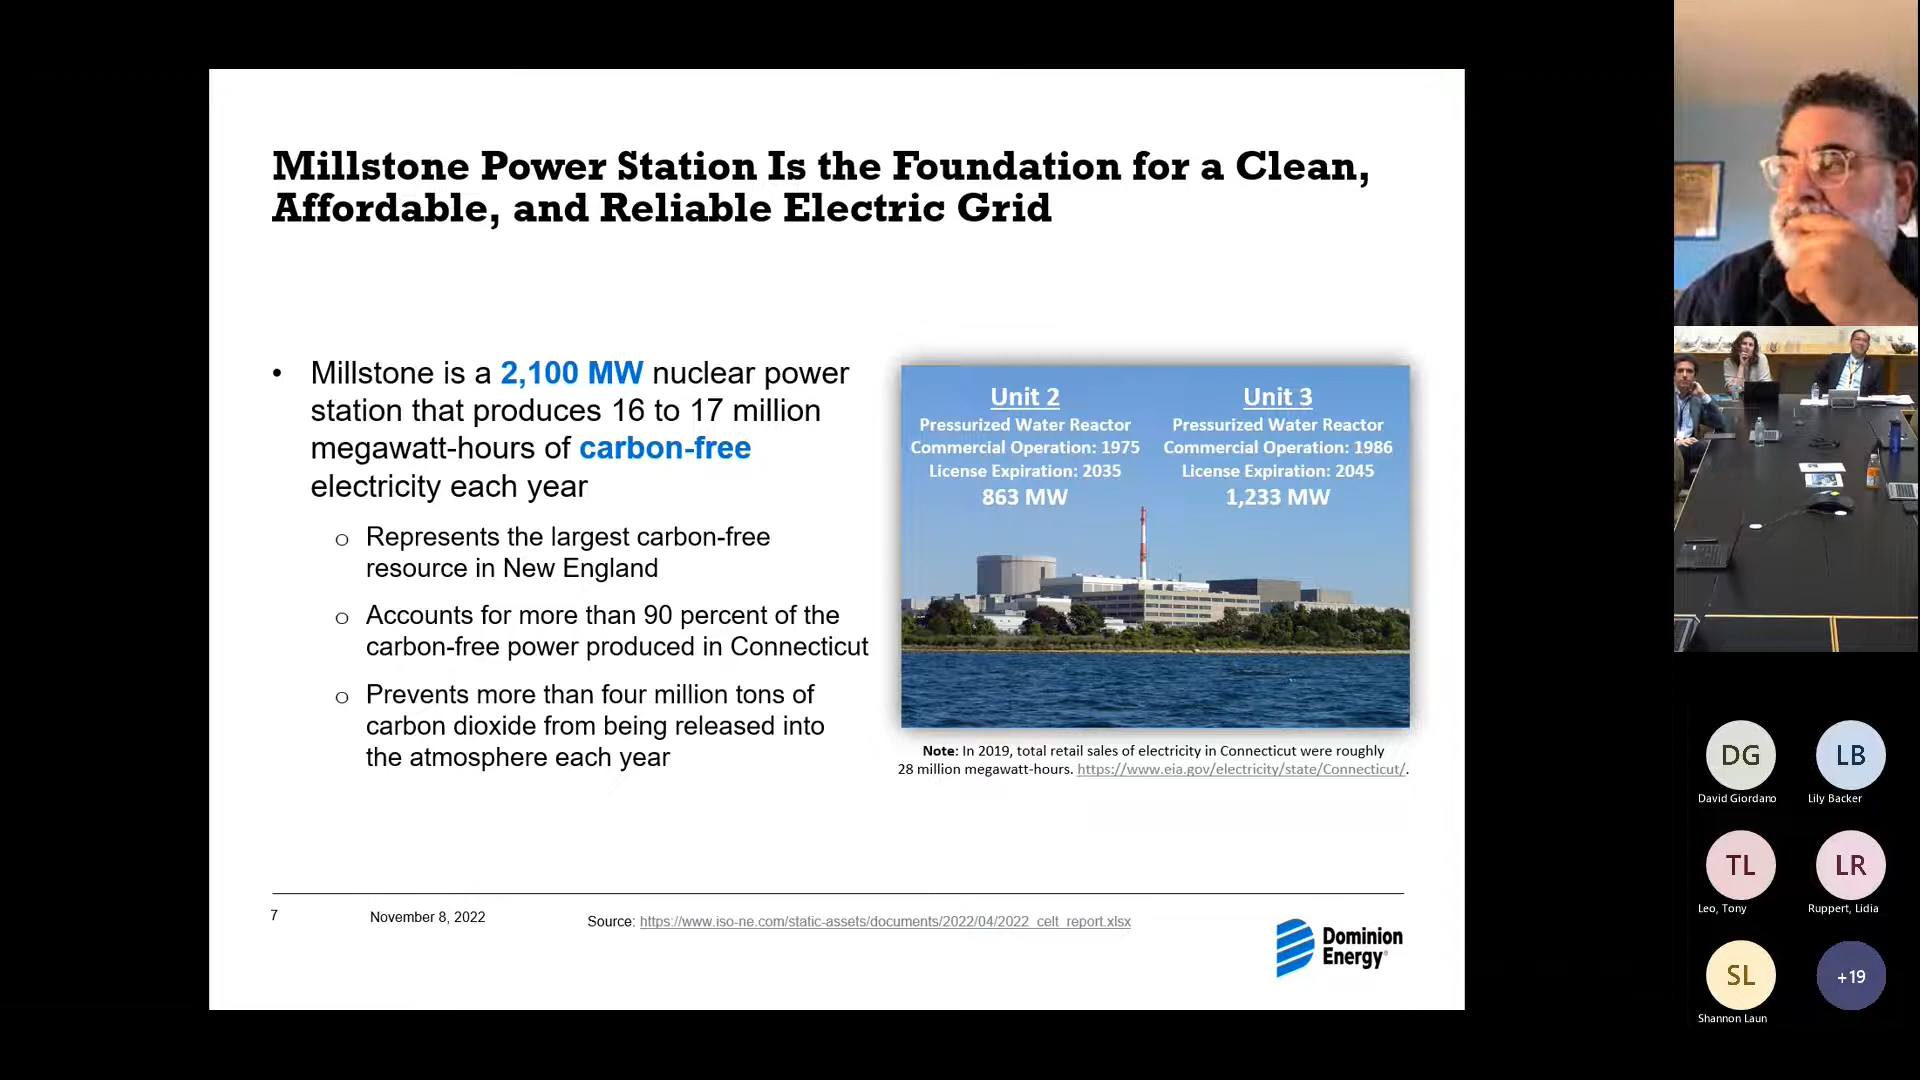 Millstone Power Station Is the Foundation for a Clean,
Affordable, and Reliable Electric Grid
• Millstone is a 2,100 MW nuclear power
station that produces 16 to 17 million
megawatt-hours of carbon-free
electricity each year
o Represents the largest carbon-free
resource in New England
o Accounts for more than 90 percent of the
carbon-free power produced in Connecticut
o Prevents more than four million tons of
carbon dioxide from being released into
the atmosphere each year
Unit 2
Pressurized Water Reactor
Commercial Operation: 1975
License Expiration: 2035
863 MW
Unit 3
Pressurized Water Reactor
Commercial Operation: 1986
License Expiration: 2045
1,233 MW
Note: In 2019, total retail sales of electricity in Connecticut were roughly
28 million megawatt-hours. https://www.eia.gov/electricity/state/Connecticut/.
7
November 8, 2022
Source: https://www.iso-ne.com/static-assets/documents/2022/04/2022_celt_report.xlsx
Dominion
Energy®
DG
David Giordano
LB
Lily Backer
TL
Leo, Tony
LR
Ruppert, Lidia
SL
Shannon Laun
+19